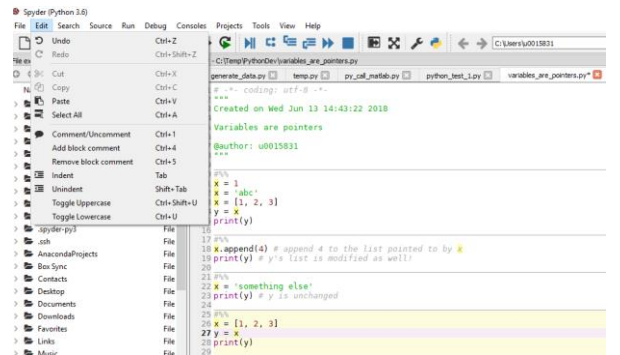 Spyder (Python 3.6)
File Edit Search Source Run Debug Consoles Projects Tools View Help
C:\Users\u0015831
Undo Ctrl+Z
Redo Ctrl+Shift+Z
Cut Ctrl+X
Copy Ctrl+C
Paste Ctrl+V
Select All Ctrl+A
Comment/Uncomment Ctrl+1
Add block comment Ctrl+4
Remove block comment Ctrl+5
Indent Tab
Unindent Shift+Tab
Toggle Uppercase Ctrl+Shift+U
Toggle Lowercase Ctrl+U
.spyder-py3 File
.ssh File
AnacondaProjects File
Box Sync File
Contacts File
Desktop File
Documents File
Downloads File
Favorites File
Links File
Music File
- C:\Temp\PythonDev\variables_are_pointers.py
generate_data.py temp.py py_call_matlab.py python_test_1.py variables_are_pointers.py*
# -*- coding: utf-8 -*-
"""
Created on Wed Jun 13 14:43:22 2018
Variables are pointers
@author: u0015831
"""
#%%
x = 1
x = 'abc'
x = [1, 2, 3]
y = x
print(y)
16
17 #%%
18 x.append(4) # append 4 to the list pointed to by x
19 print(y) # y's list is modified as well!
20
21 #%%
22 x = 'something else'
23 print(y) # y is unchanged
24
25 #%%
26 x = [1, 2, 3]
27 y = x
28 print(y)
29